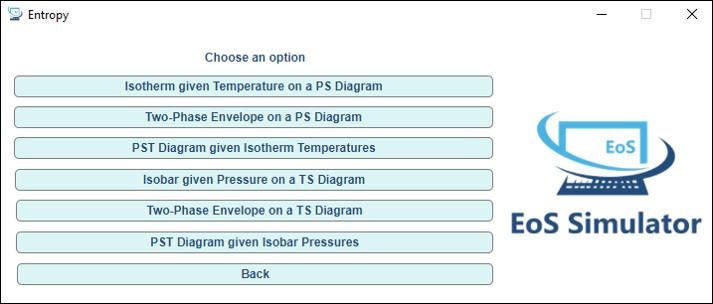 Entropy
Choose an option
Isotherm given Temperature on a PS Diagram
Two-Phase Envelope on a PS Diagram
PST Diagram given Isotherm Temperatures
Isobar given Pressure on a TS Diagram
Two-Phase Envelope on a TS Diagram
PST Diagram given Isobar Pressures
Back
EoS
EoS Simulator